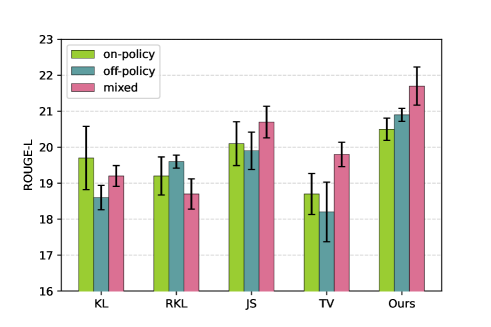 23
22
21
20
19
18
17
16
ROUGE-L
on-policy
off-policy
mixed
KL RKL JS TV Ours